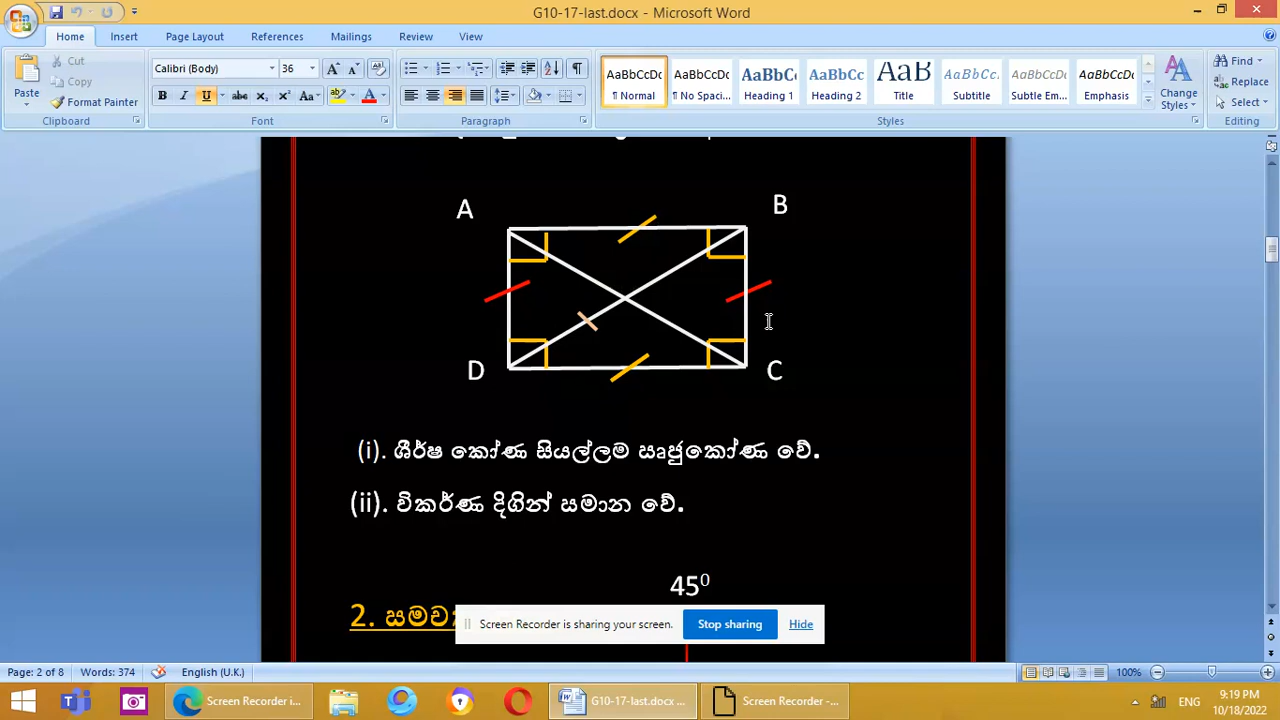 G10-17-last.docx - Microsoft Word
Home Insert Page Layout References Mailings Review View
Paste
Cut
Copy
Format Painter
Clipboard
Calibri (Body) 36
Font
Paragraph
AaBbCcDc AaBbCcDc AaBbCc AaBbCc AaB AaBbCc. AaBbCcDc AaBbCcDc
¶ Normal ¶ No Spaci... Heading 1 Heading 2 Title Subtitle Subtle Em... Emphasis
Change Styles
Styles
Find
Replace
Select
Editing
A B
D C
(i). ශීර්ෂ කෝණ සියල්ලම සෘජුකෝණ වේ.
(ii). විකර්ණ දිගින් සමාන වේ.
45⁰
2. සමච
Screen Recorder is sharing your screen. Stop sharing Hide
Page: 2 of 8 Words: 374 English (U.K.) 100%
Screen Recorder i... G10-17-last.docx ... Screen Recorder -... ENG 9:19 PM
10/18/2022